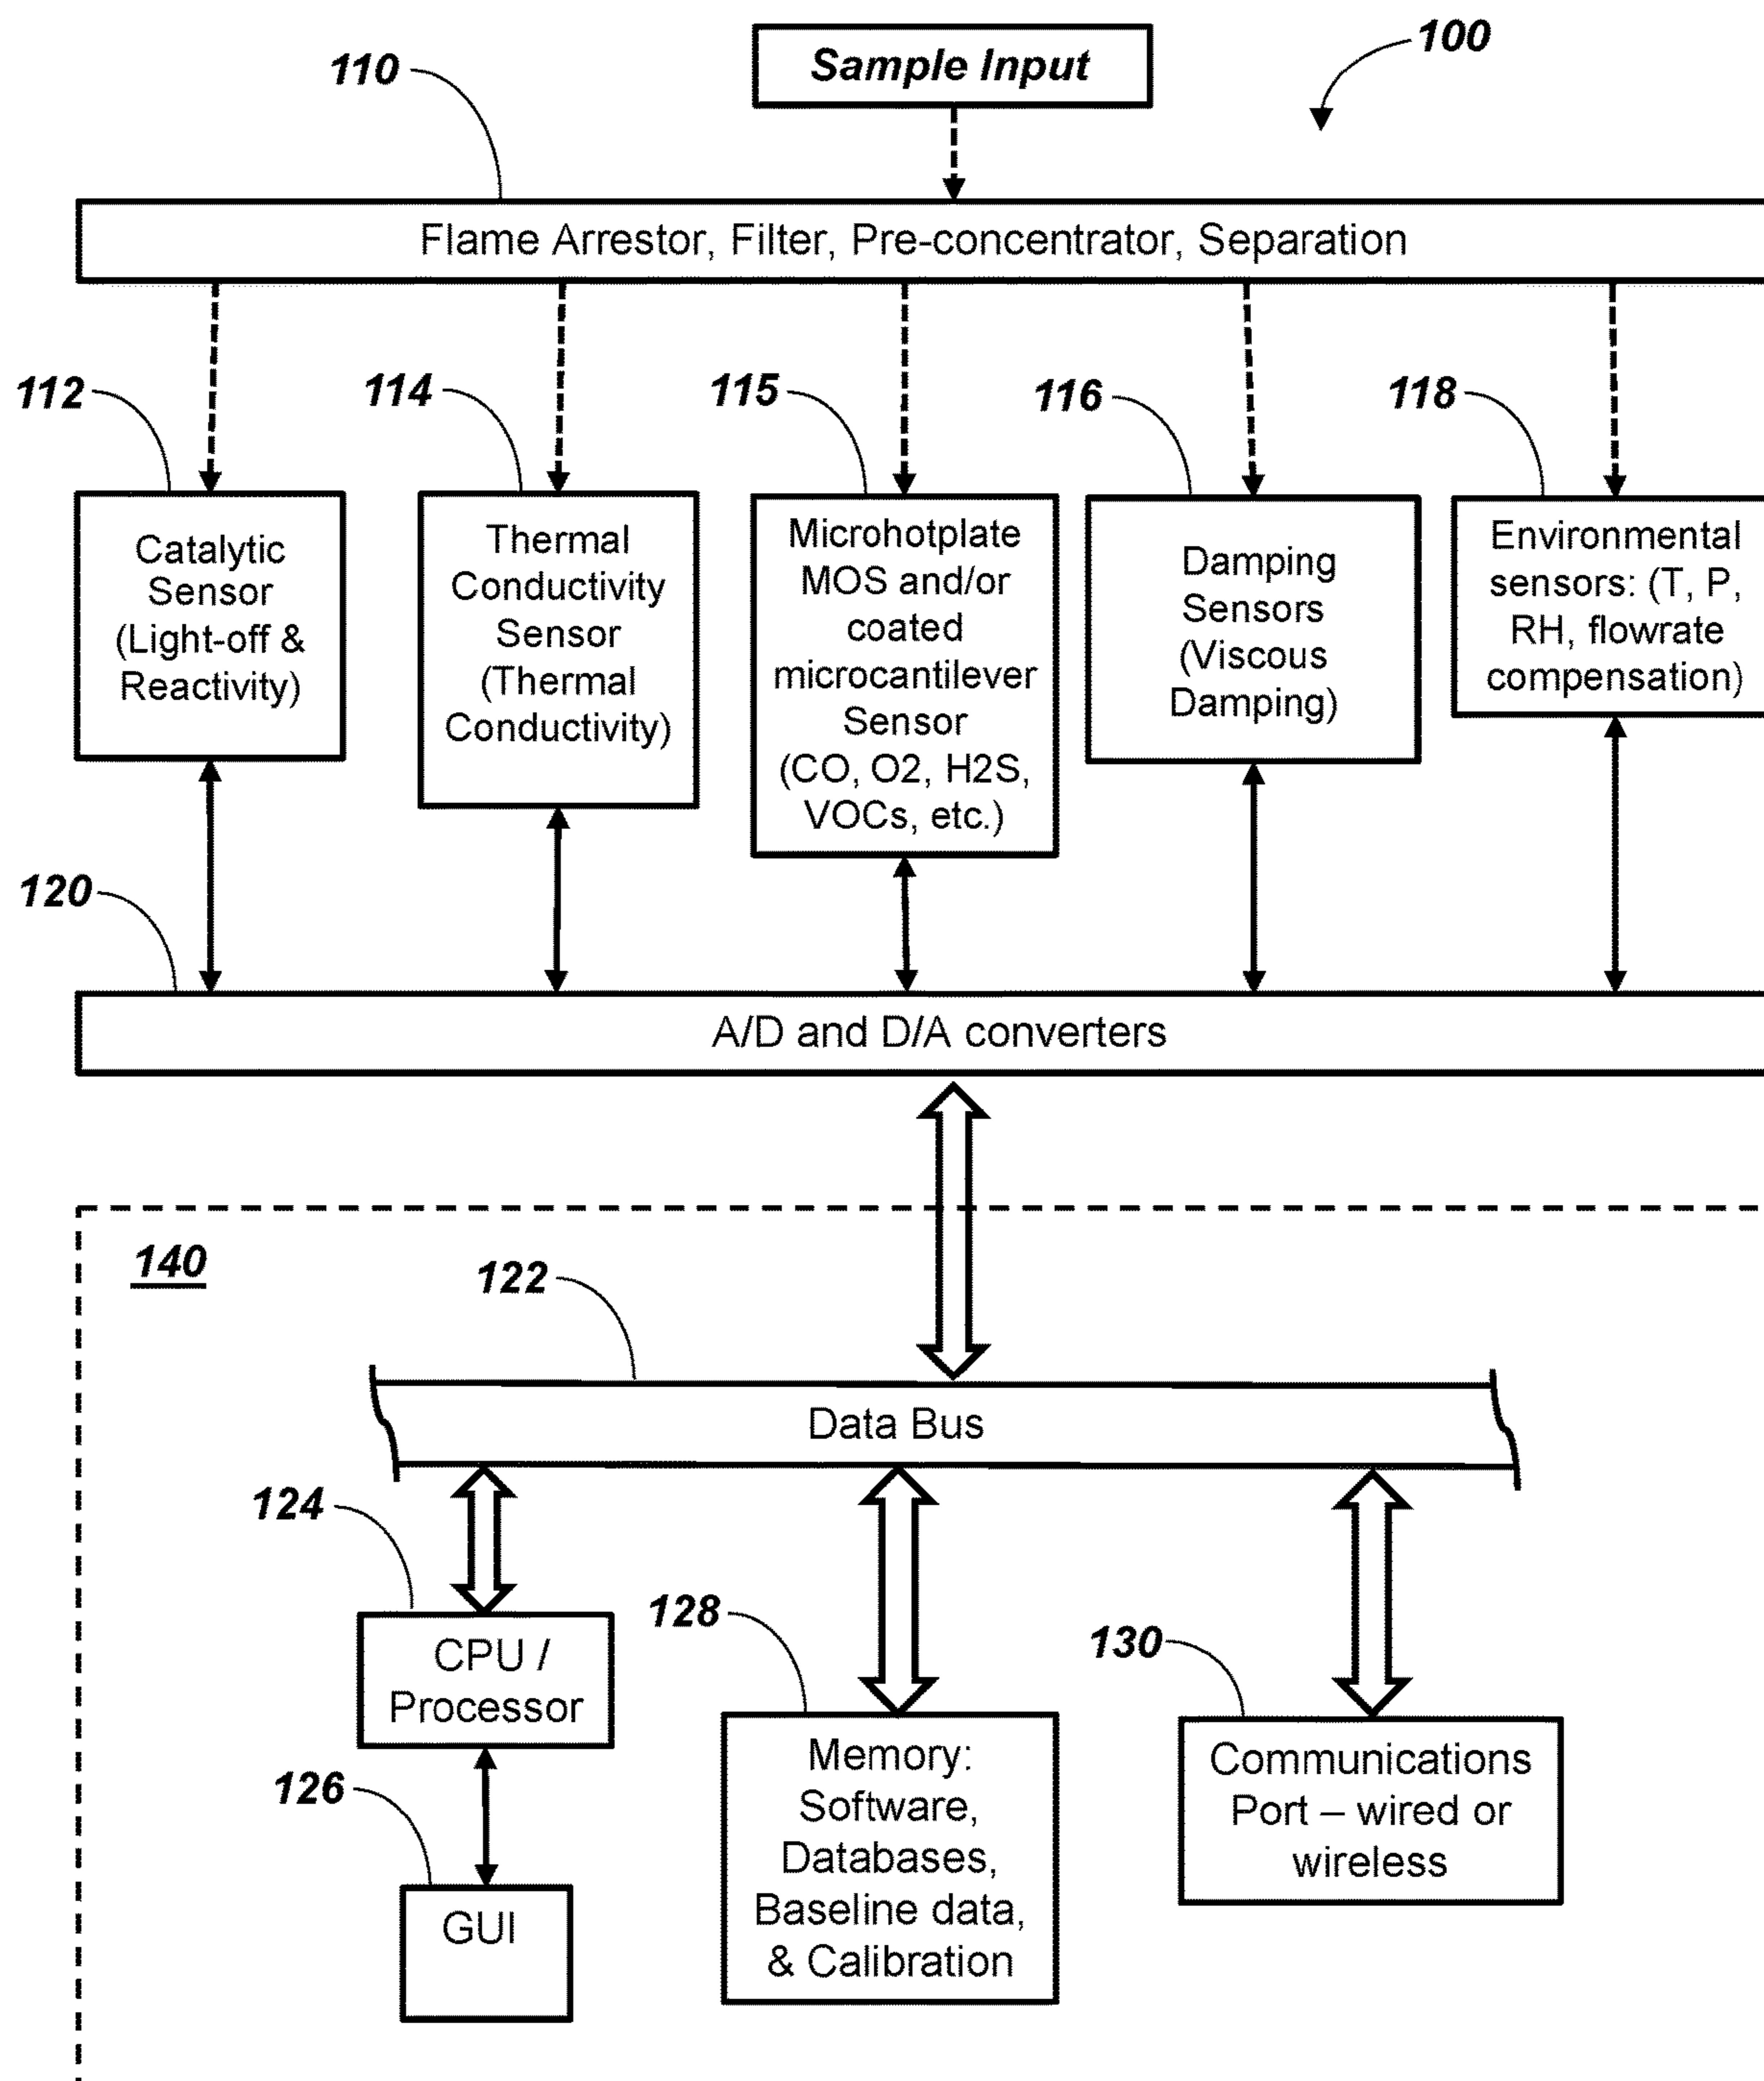 100
Sample Input
110
Flame Arrestor, Filter, Pre-concentrator, Separation
112
114
115
116
118
Catalytic
Sensor
(Light-off &
Reactivity)
Thermal
Conductivity
Sensor
(Thermal
Conductivity)
Microhotplate
MOS and/or
coated
microcantilever
Sensor
(CO, O2, H2S,
VOCs, etc.)
Damping
Sensors
(Viscous
Damping)
Environmental
sensors: (T, P,
RH, flowrate
compensation)
120
A/D and D/A converters
140
122
Data Bus
124
CPU /
Processor
126
GUI
128
Memory:
Software,
Databases,
Baseline data,
& Calibration
130
Communications
Port – wired or
wireless